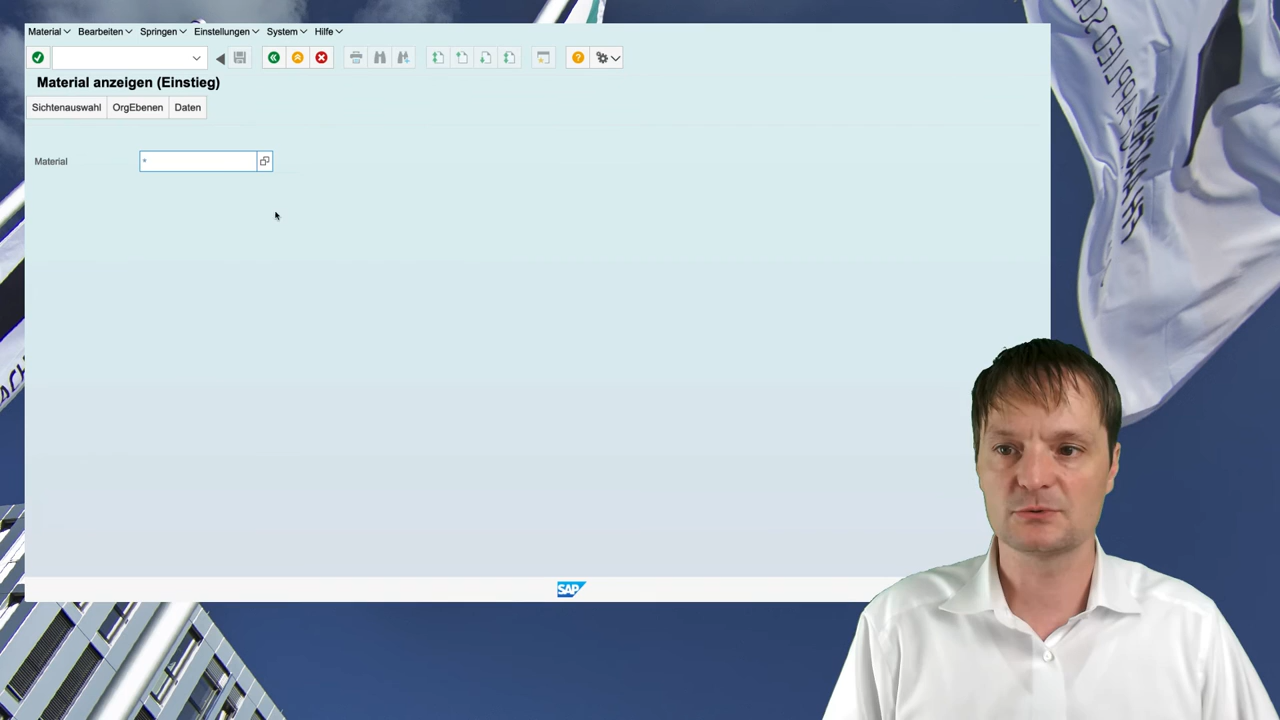 Material Bearbeiten Springen Einstellungen System Hilfe
Material anzeigen (Einstieg)
Sichtenauswahl OrgEbenen Daten
Material *
SAP